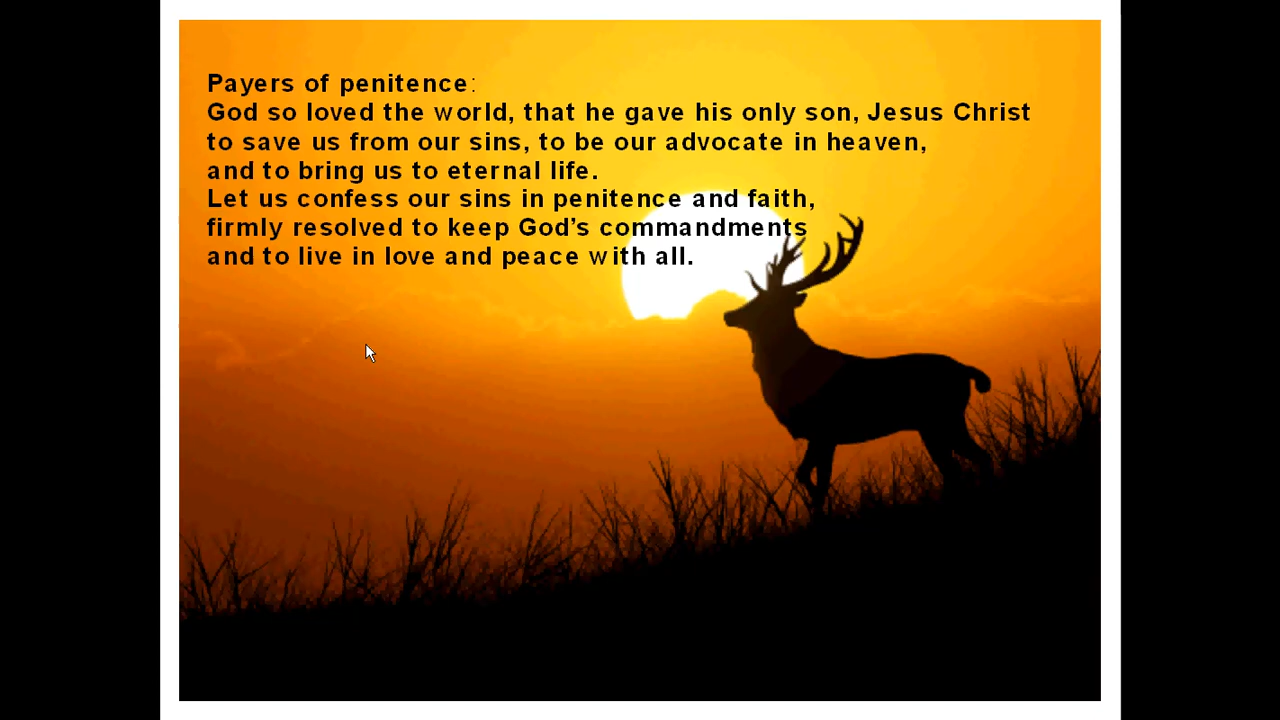 Payers of penitence:
God so loved the world, that he gave his only son, Jesus Christ
to save us from our sins, to be our advocate in heaven,
and to bring us to eternal life.
Let us confess our sins in penitence and faith,
firmly resolved to keep God’s commandments
and to live in love and peace with all.